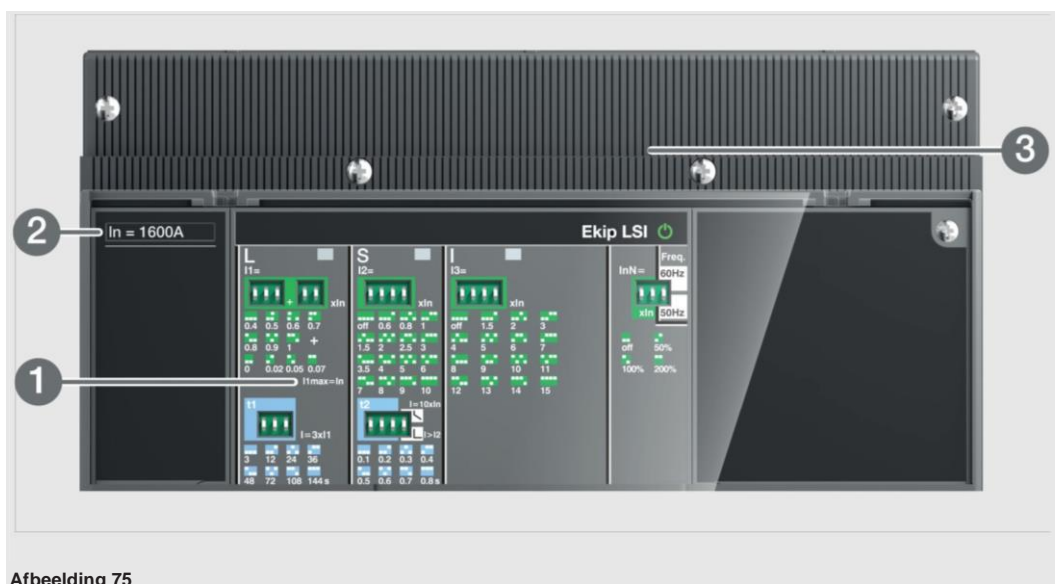 3
2
In = 1600A
Ekip LSI
L
I1=
+
xIn
0.4 0.5 0.6 0.7
0.8 0.9 1 +
0 0.02 0.05 0.07
I1max=In
1
t1
I=3xI1
3 12 24 36
48 72 108 144s
S
I2=
xIn
off 0.6 0.8 1
1.5 2 2.5 3
3.5 4 5 6
7 8 9 10
t2
I=10xIn
I>I2
0.1 0.2 0.3 0.4
0.5 0.6 0.7 0.8s
I
I3=
xIn
off 1.5 2 3
4 5 6 7
8 9 10 11
12 13 14 15
Freq.
InN=
60Hz
xIn
50Hz
off 50%
100% 200%
Afbeelding 75